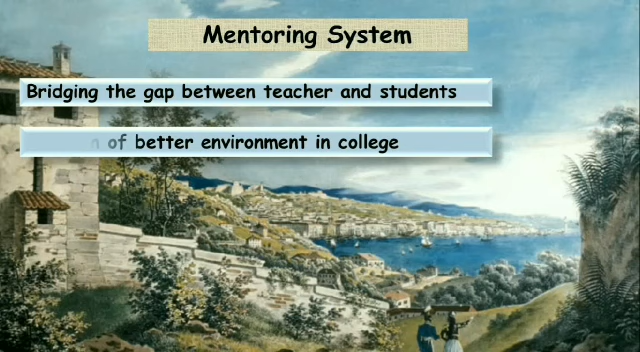 Mentoring System
Bridging the gap between teacher and students
of better environment in college